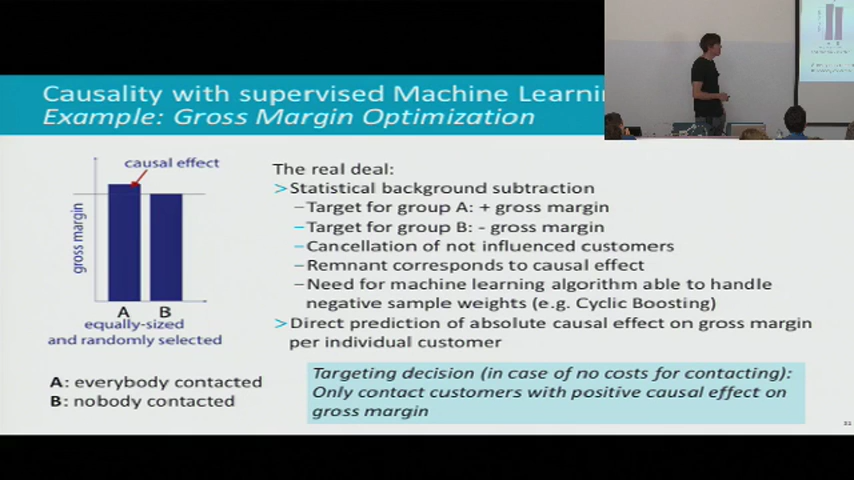 Causality with supervised Machine Learnin
Example: Gross Margin Optimization
causal effect
gross margin
A B
equally-sized
and randomly selected
A: everybody contacted
B: nobody contacted
The real deal:
>Statistical background subtraction
–Target for group A: + gross margin
–Target for group B: - gross margin
–Cancellation of not influenced customers
–Remnant corresponds to causal effect
–Need for machine learning algorithm able to handle
negative sample weights (e.g. Cyclic Boosting)
>Direct prediction of absolute causal effect on gross margin
per individual customer
Targeting decision (in case of no costs for contacting):
Only contact customers with positive causal effect on
gross margin